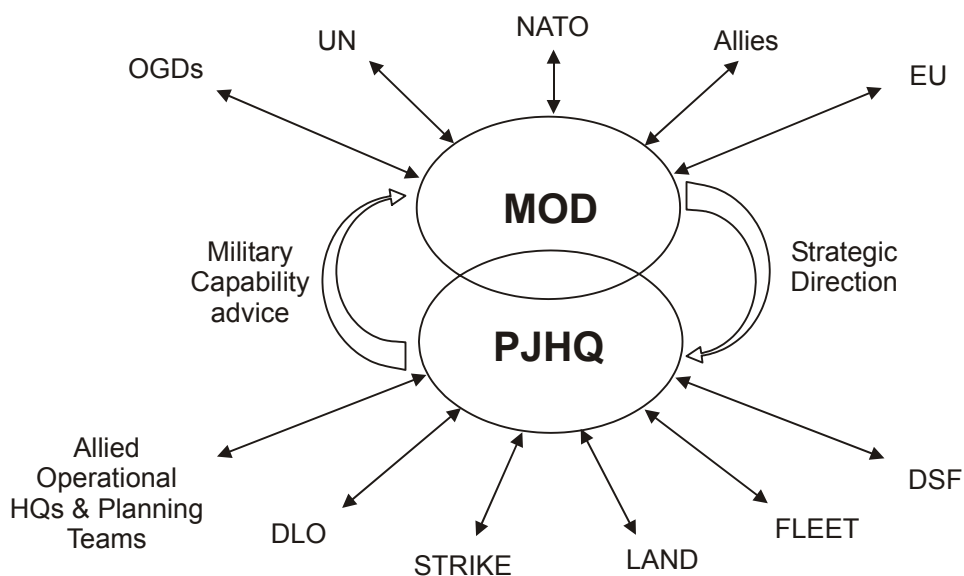 NATO
UN
Allies
OGDs
EU
MOD
Military
Capability
advice
Strategic
Direction
PJHQ
Allied
Operational
HQs & Planning
Teams
DLO
STRIKE
LAND
FLEET
DSF